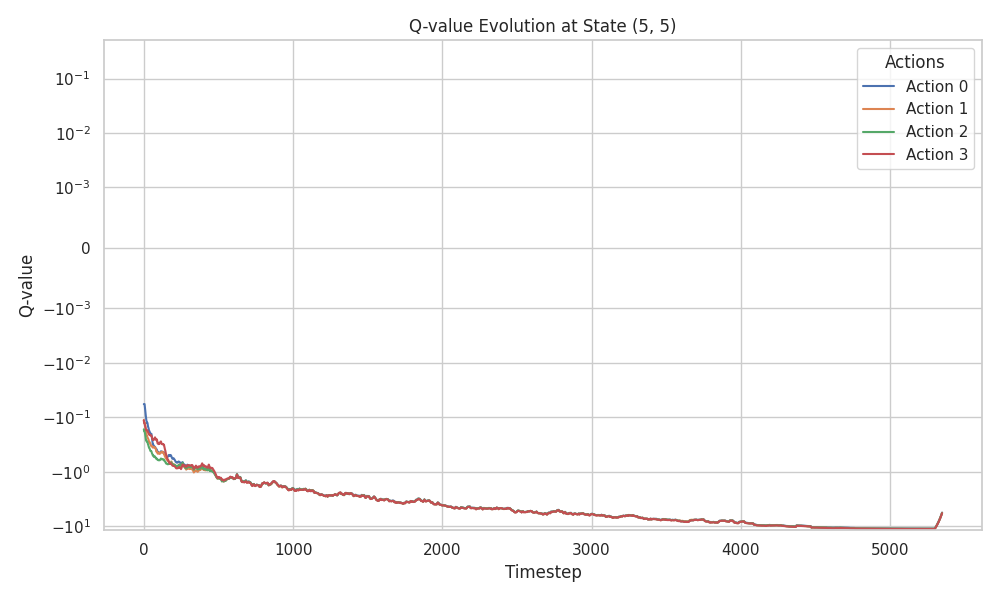 Q-value Evolution at State (5, 5)
Actions
Action 0
Action 1
Action 2
Action 3
Q-value
10⁻¹
10⁻²
10⁻³
0
−10⁻³
−10⁻²
−10⁻¹
−10⁰
−10¹
0 1000 2000 3000 4000 5000
Timestep